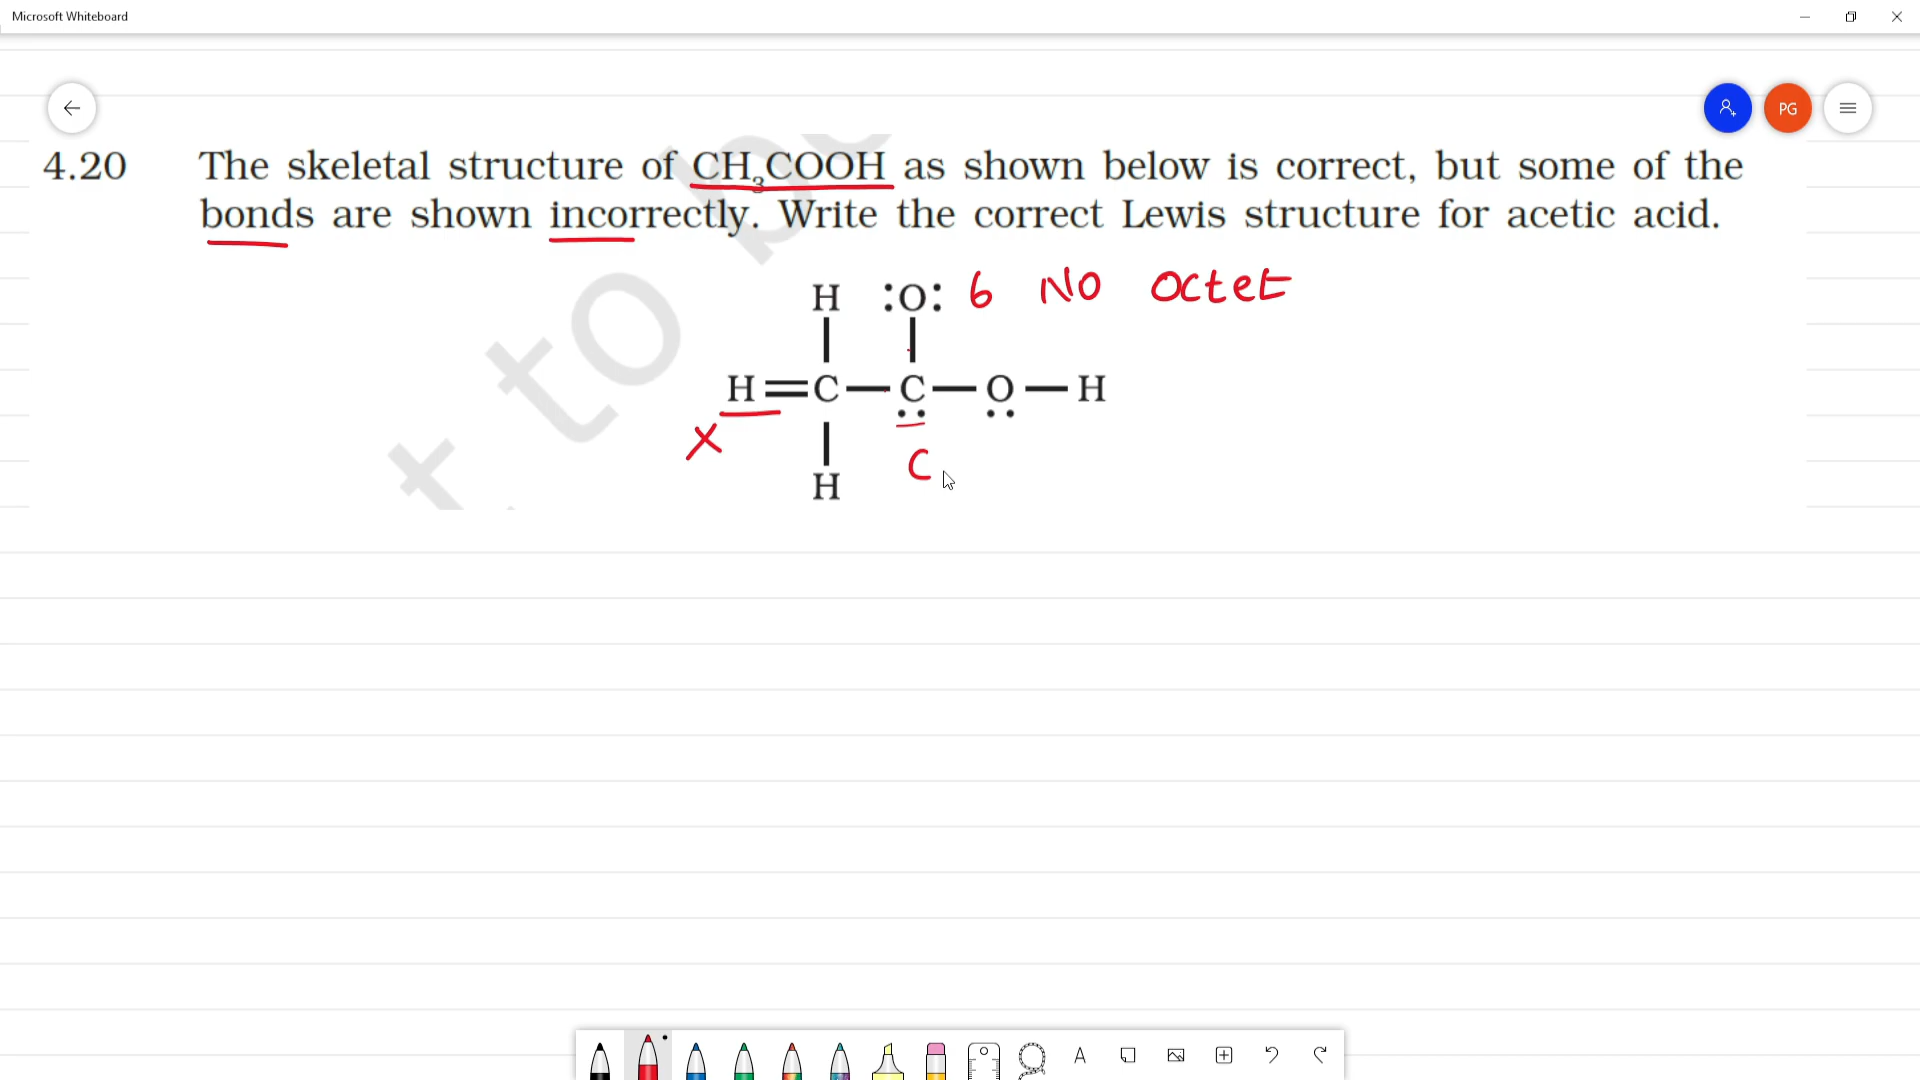 Microsoft Whiteboard
PG
4.20 The skeletal structure of CH₃COOH as shown below is correct, but some of the
bonds are shown incorrectly. Write the correct Lewis structure for acetic acid.
H :O: 6 NO Octet
H C C O H
X
C
H
A